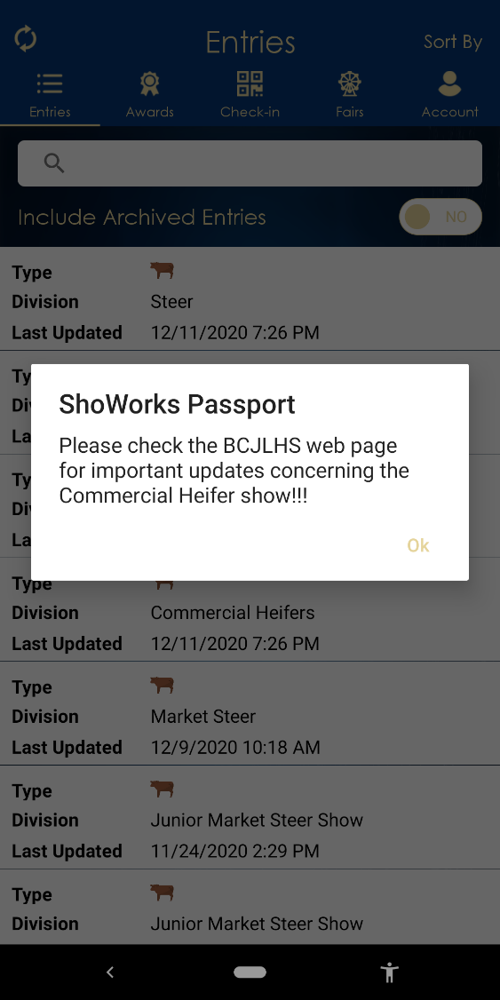 Entries
Sort By
Entries Awards Check-in Fairs Account
Include Archived Entries NO
Type
Division Steer
Last Updated 12/11/2020 7:26 PM
Ty
Di
La
Ty
Di
La
ShoWorks Passport
Please check the BCJLHS web page
for important updates concerning the
Commercial Heifer show!!!
Ok
Type
Division Commercial Heifers
Last Updated 12/11/2020 7:26 PM
Type
Division Market Steer
Last Updated 12/9/2020 10:18 AM
Type
Division Junior Market Steer Show
Last Updated 11/24/2020 2:29 PM
Type
Division Junior Market Steer Show